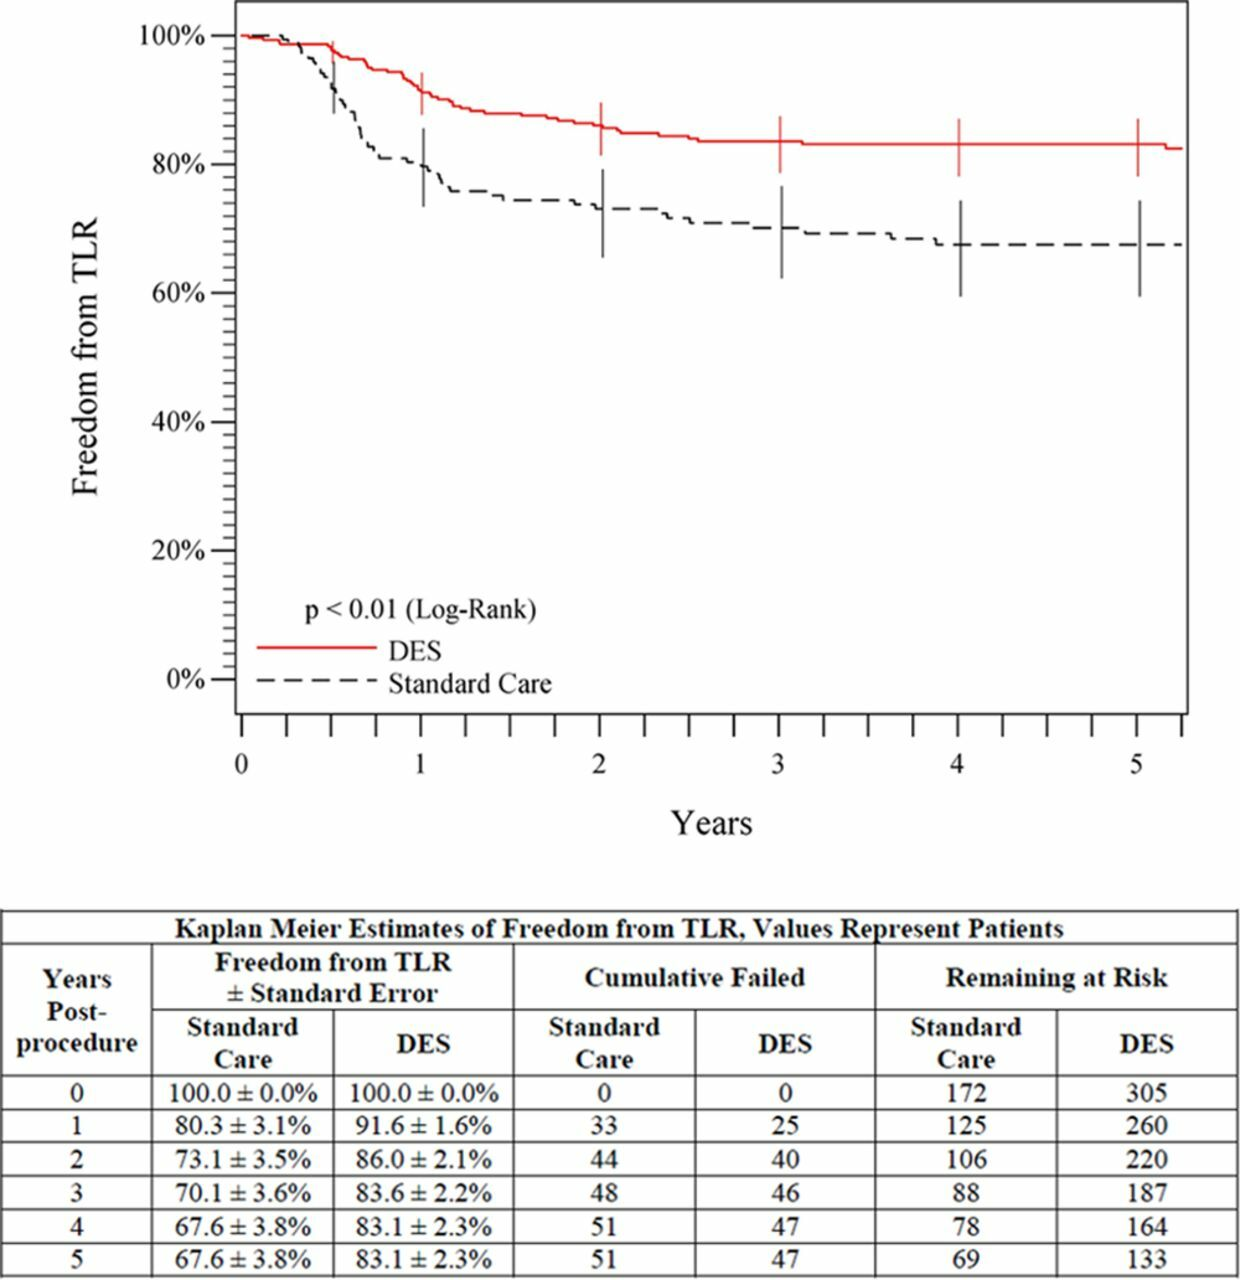 100%
80%
60%
40%
20%
0%
Freedom from TLR
p < 0.01 (Log-Rank)
DES
Standard Care
0 1 2 3 4 5
Years
Kaplan Meier Estimates of Freedom from TLR, Values Represent Patients
Years Post-procedure
Freedom from TLR
± Standard Error
Cumulative Failed
Remaining at Risk
Standard Care DES Standard Care DES Standard Care DES
0 100.0 ± 0.0% 100.0 ± 0.0% 0 0 172 305
1 80.3 ± 3.1% 91.6 ± 1.6% 33 25 125 260
2 73.1 ± 3.5% 86.0 ± 2.1% 44 40 106 220
3 70.1 ± 3.6% 83.6 ± 2.2% 48 46 88 187
4 67.6 ± 3.8% 83.1 ± 2.3% 51 47 78 164
5 67.6 ± 3.8% 83.1 ± 2.3% 51 47 69 133